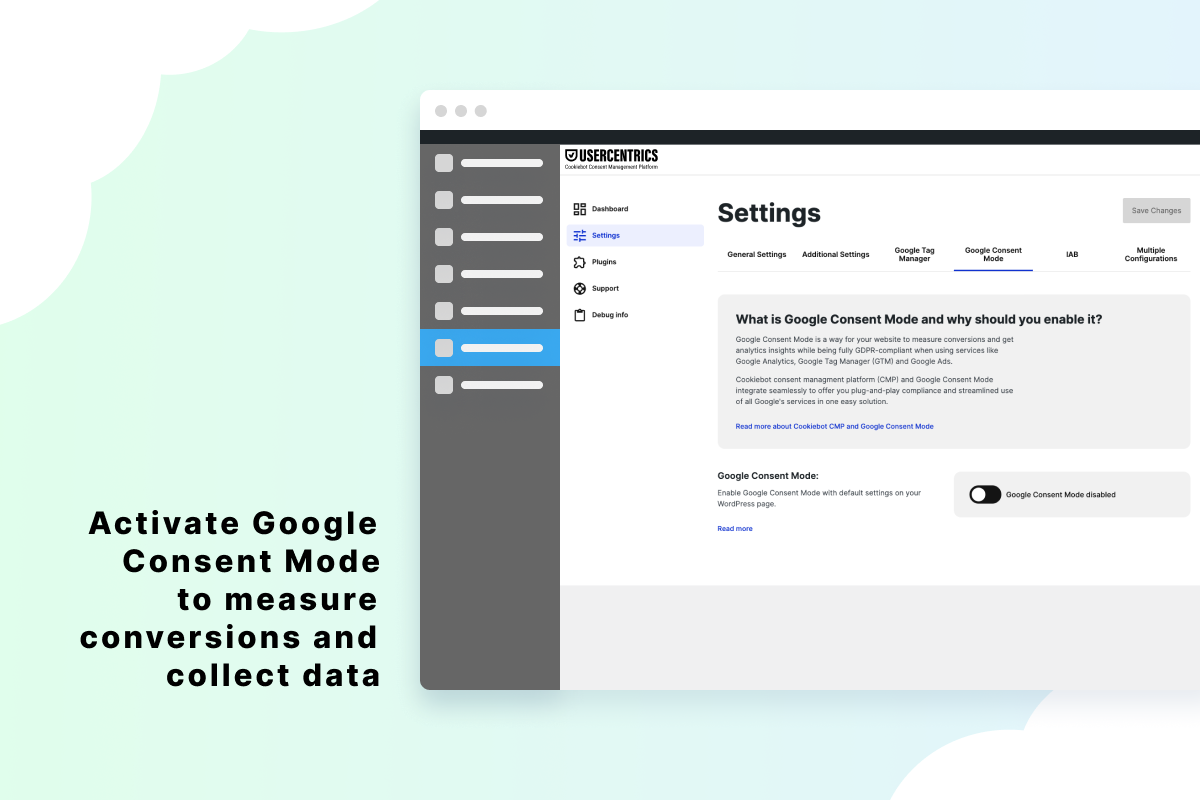 Activate Google
Consent Mode
to measure
conversions and
collect data
USERCENTRICS
Cookiebot Consent Management Platform
Dashboard
Settings
Plugins
Support
Debug info
Settings
Save Changes
General Settings
Additional Settings
Google Tag
Manager
Google Consent
Mode
IAB
Multiple
Configurations
What is Google Consent Mode and why should you enable it?
Google Consent Mode is a way for your website to measure conversions and get
analytics insights while being fully GDPR-compliant when using services like
Google Analytics, Google Tag Manager (GTM) and Google Ads.
Cookiebot consent managment platform (CMP) and Google Consent Mode
integrate seamlessly to offer you plug-and-play compliance and streamlined use
of all Google's services in one easy solution.
Read more about Cookiebot CMP and Google Consent Mode
Google Consent Mode:
Enable Google Consent Mode with default settings on your
WordPress page.
Read more
Google Consent Mode disabled